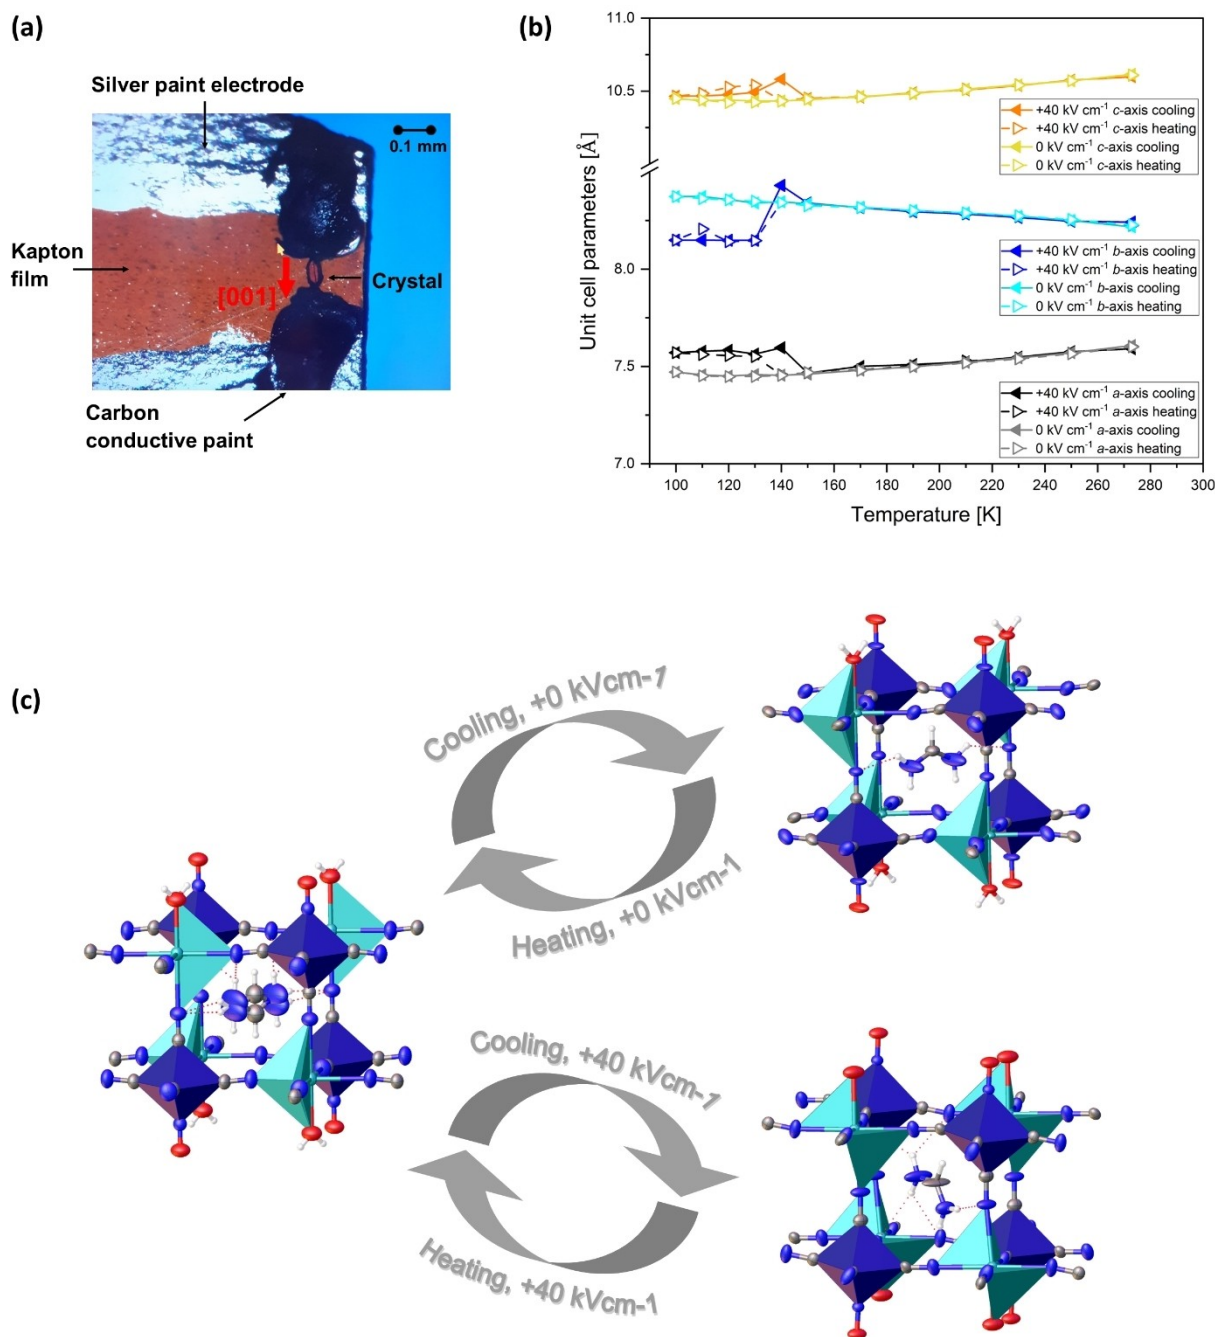 (a)
Silver paint electrode
0.1 mm
Kapton
film
[001]
Crystal
Carbon
conductive paint
(b)
Unit cell parameters [Å]
11.0
10.5
8.0
7.5
7.0
+40 kV cm⁻¹ c-axis cooling
+40 kV cm⁻¹ c-axis heating
0 kV cm⁻¹ c-axis cooling
0 kV cm⁻¹ c-axis heating
+40 kV cm⁻¹ b-axis cooling
+40 kV cm⁻¹ b-axis heating
0 kV cm⁻¹ b-axis cooling
0 kV cm⁻¹ b-axis heating
+40 kV cm⁻¹ a-axis cooling
+40 kV cm⁻¹ a-axis heating
0 kV cm⁻¹ a-axis cooling
0 kV cm⁻¹ a-axis heating
100 120 140 160 180 200 220 240 260 280 300
Temperature [K]
(c)
Cooling, +0 kVcm-1
Heating, +0 kVcm-1
Cooling, +40 kVcm-1
Heating, +40 kVcm-1